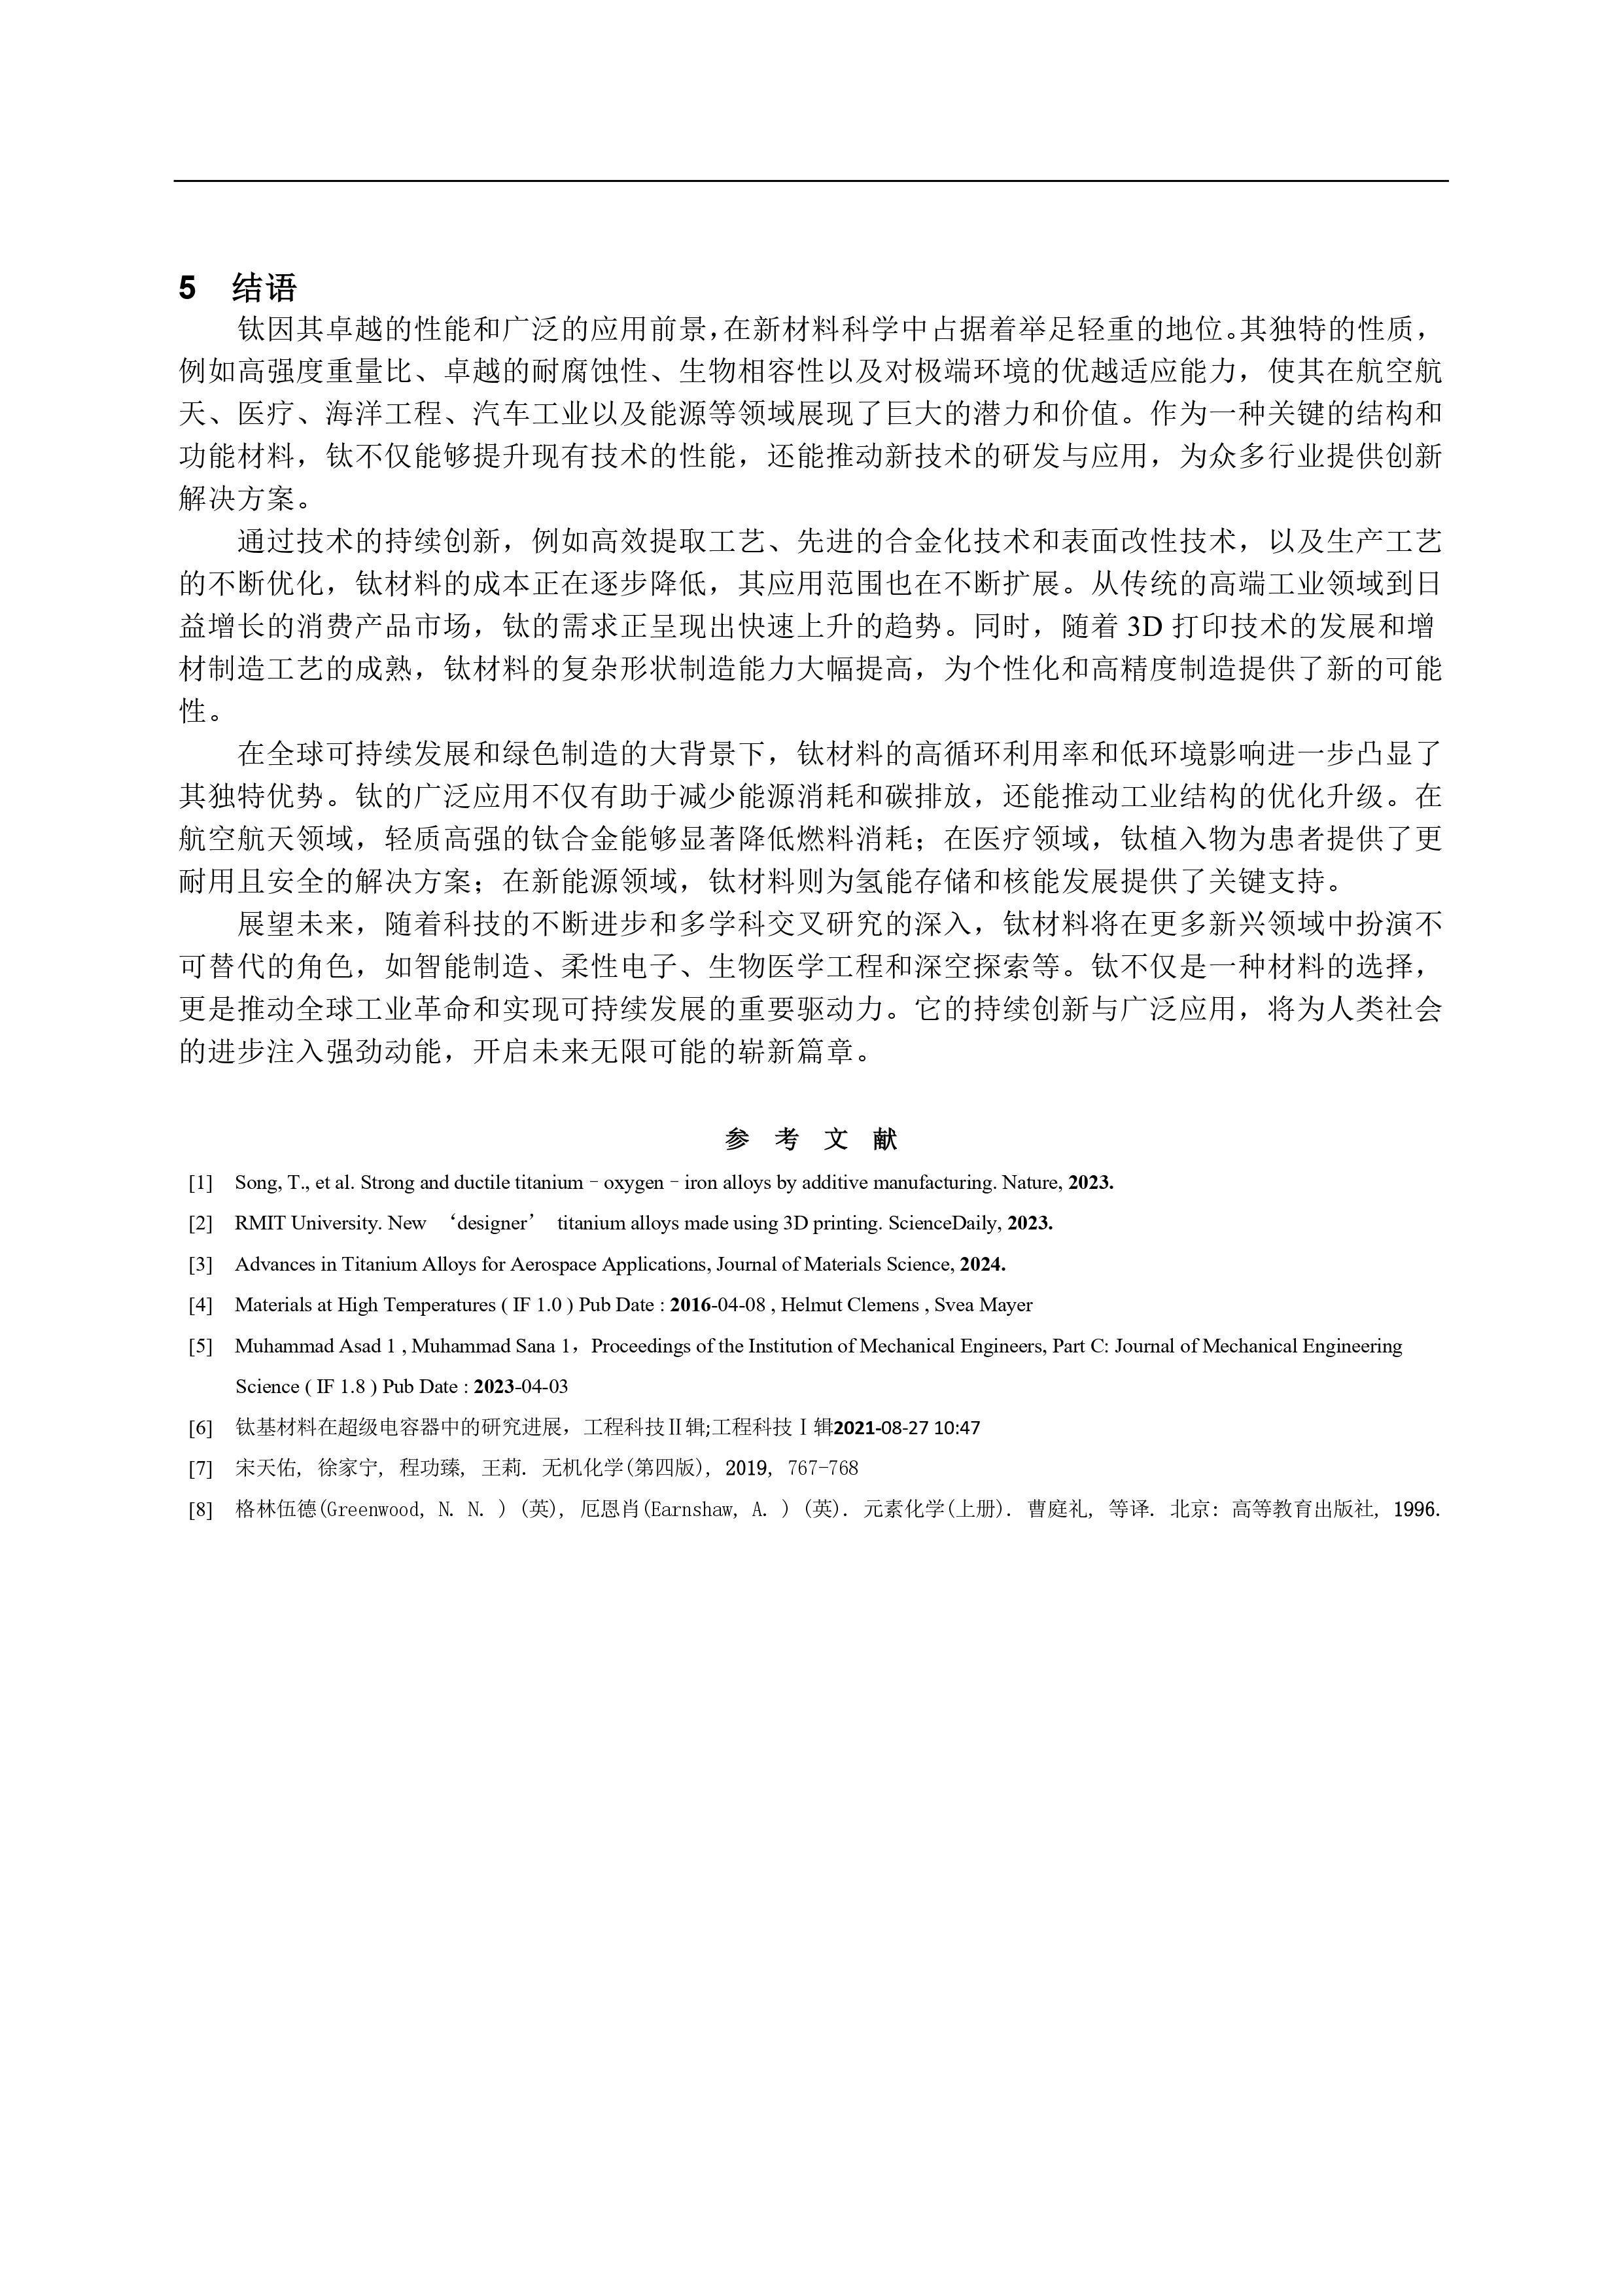 5 结语
钛因其卓越的性能和广泛的应用前景，在新材料科学中占据着举足轻重的地位。其独特的性质，
例如高强度重量比、卓越的耐腐蚀性、生物相容性以及对极端环境的优越适应能力，使其在航空航
天、医疗、海洋工程、汽车工业以及能源等领域展现了巨大的潜力和价值。作为一种关键的结构和
功能材料，钛不仅能够提升现有技术的性能，还能推动新技术的研发与应用，为众多行业提供创新
解决方案。
通过技术的持续创新，例如高效提取工艺、先进的合金化技术和表面改性技术，以及生产工艺
的不断优化，钛材料的成本正在逐步降低，其应用范围也在不断扩展。从传统的高端工业领域到日
益增长的消费产品市场，钛的需求正呈现出快速上升的趋势。同时，随着 3D 打印技术的发展和增
材制造工艺的成熟，钛材料的复杂形状制造能力大幅提高，为个性化和高精度制造提供了新的可能
性。
在全球可持续发展和绿色制造的大背景下，钛材料的高循环利用率和低环境影响进一步凸显了
其独特优势。钛的广泛应用不仅有助于减少能源消耗和碳排放，还能推动工业结构的优化升级。在
航空航天领域，轻质高强的钛合金能够显著降低燃料消耗；在医疗领域，钛植入物为患者提供了更
耐用且安全的解决方案；在新能源领域，钛材料则为氢能存储和核能发展提供了关键支持。
展望未来，随着科技的不断进步和多学科交叉研究的深入，钛材料将在更多新兴领域中扮演不
可替代的角色，如智能制造、柔性电子、生物医学工程和深空探索等。钛不仅是一种材料的选择，
更是推动全球工业革命和实现可持续发展的重要驱动力。它的持续创新与广泛应用，将为人类社会
的进步注入强劲动能，开启未来无限可能的崭新篇章。
参 考 文 献
[1] Song, T., et al. Strong and ductile titanium–oxygen–iron alloys by additive manufacturing. Nature, 2023.
[2] RMIT University. New ‘designer’ titanium alloys made using 3D printing. ScienceDaily, 2023.
[3] Advances in Titanium Alloys for Aerospace Applications, Journal of Materials Science, 2024.
[4] Materials at High Temperatures ( IF 1.0 ) Pub Date : 2016-04-08 , Helmut Clemens , Svea Mayer
[5] Muhammad Asad 1 , Muhammad Sana 1，Proceedings of the Institution of Mechanical Engineers, Part C: Journal of Mechanical Engineering
Science ( IF 1.8 ) Pub Date : 2023-04-03
[6] 钛基材料在超级电容器中的研究进展，工程科技Ⅱ辑;工程科技Ⅰ辑2021-08-27 10:47
[7] 宋天佑, 徐家宁, 程功臻, 王莉. 无机化学(第四版), 2019, 767-768
[8] 格林伍德(Greenwood, N. N. ) (英), 厄恩肖(Earnshaw, A. ) (英). 元素化学(上册). 曹庭礼, 等译. 北京: 高等教育出版社, 1996.